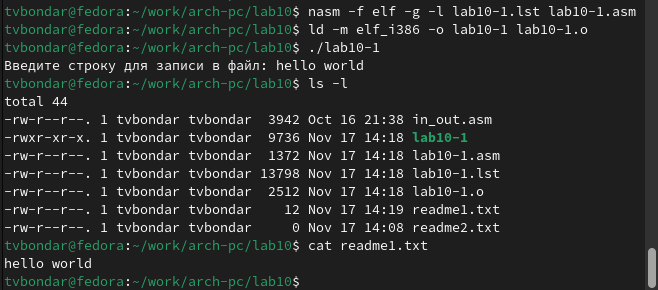 tvbondar@fedora:~/work/arch-pc/lab10$ nasm -f elf -g -l lab10-1.lst lab10-1.asm
tvbondar@fedora:~/work/arch-pc/lab10$ ld -m elf_i386 -o lab10-1 lab10-1.o
tvbondar@fedora:~/work/arch-pc/lab10$ ./lab10-1
Введите строку для записи в файл: hello world
tvbondar@fedora:~/work/arch-pc/lab10$ ls -l
total 44
-rw-r--r--. 1 tvbondar tvbondar  3942 Oct 16 21:38 in_out.asm
-rwxr-xr-x. 1 tvbondar tvbondar  9736 Nov 17 14:18 lab10-1
-rw-r--r--. 1 tvbondar tvbondar  1372 Nov 17 14:18 lab10-1.asm
-rw-r--r--. 1 tvbondar tvbondar 13798 Nov 17 14:18 lab10-1.lst
-rw-r--r--. 1 tvbondar tvbondar  2512 Nov 17 14:18 lab10-1.o
-rw-r--r--. 1 tvbondar tvbondar    12 Nov 17 14:19 readme1.txt
-rw-r--r--. 1 tvbondar tvbondar     0 Nov 17 14:08 readme2.txt
tvbondar@fedora:~/work/arch-pc/lab10$ cat readme1.txt
hello world
tvbondar@fedora:~/work/arch-pc/lab10$